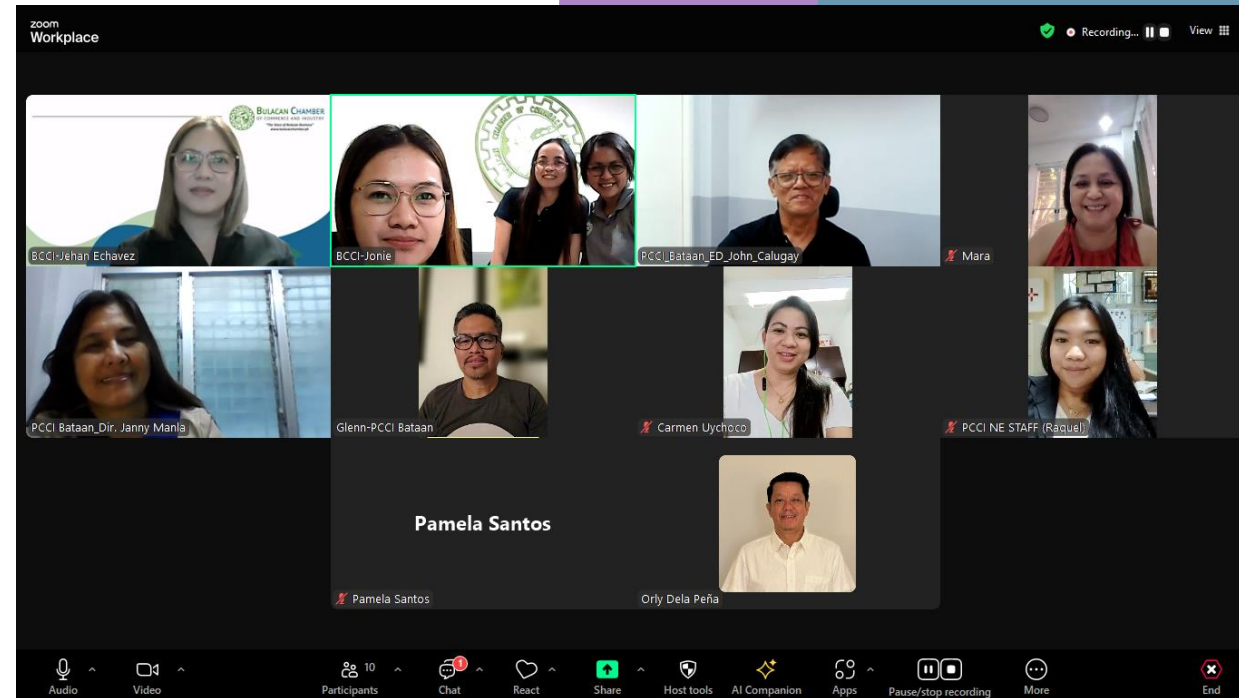 zoom
Workplace
Recording...
View
BULACAN CHAMBER
OF COMMERCE AND INDUSTRY
BCCI-Jehan Echavez
BCCI-Jonie
PCCI_Bataan_ED_John_Calugay
Mara
PCCI Bataan_Dir. Janny Manla
Glenn-PCCI Bataan
Carmen Uychoco
PCCI NE STAFF (Raquel)
Pamela Santos
Pamela Santos
Orly Dela Peña
Audio
Video
10
Participants
1
Chat
React
Share
Host tools
AI Companion
Apps
Pause/stop recording
More
End